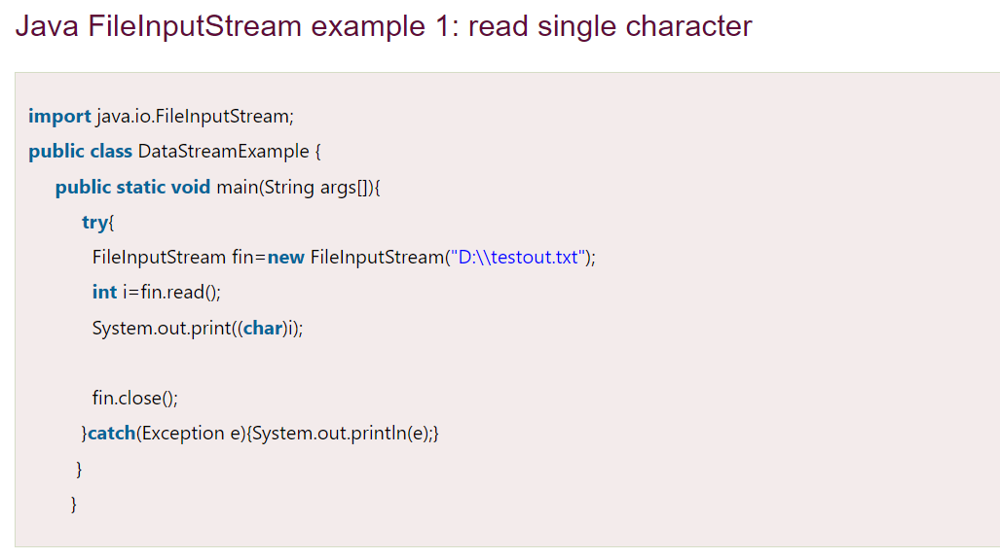 Java FileInputStream example 1: read single character
import java.io.FileInputStream;
public class DataStreamExample {
public static void main(String args[]){
try{
FileInputStream fin=new FileInputStream("D:\\testout.txt");
int i=fin.read();
System.out.print((char)i);
fin.close();
}catch(Exception e){System.out.println(e);}
}
}